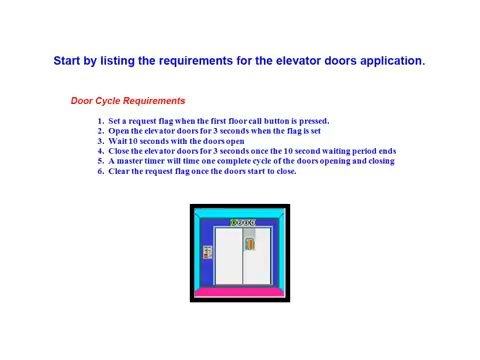 Start by listing the requirements for the elevator doors application.
Door Cycle Requirements
1. Set a request flag when the first floor call button is pressed.
2. Open the elevator doors for 3 seconds when the flag is set
3. Wait 10 seconds with the doors open
4. Close the elevator doors for 3 seconds once the 10 second waiting period ends
5. A master timer will time one complete cycle of the doors opening and closing
6. Clear the request flag once the doors start to close.